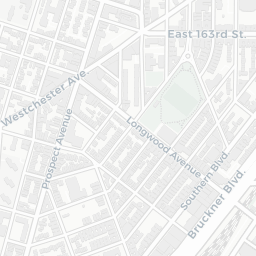 East 163rd St.
Westchester Ave.
Longwood Avenue
Prospect Avenue
Southern Blvd
Bruckner Blvd.